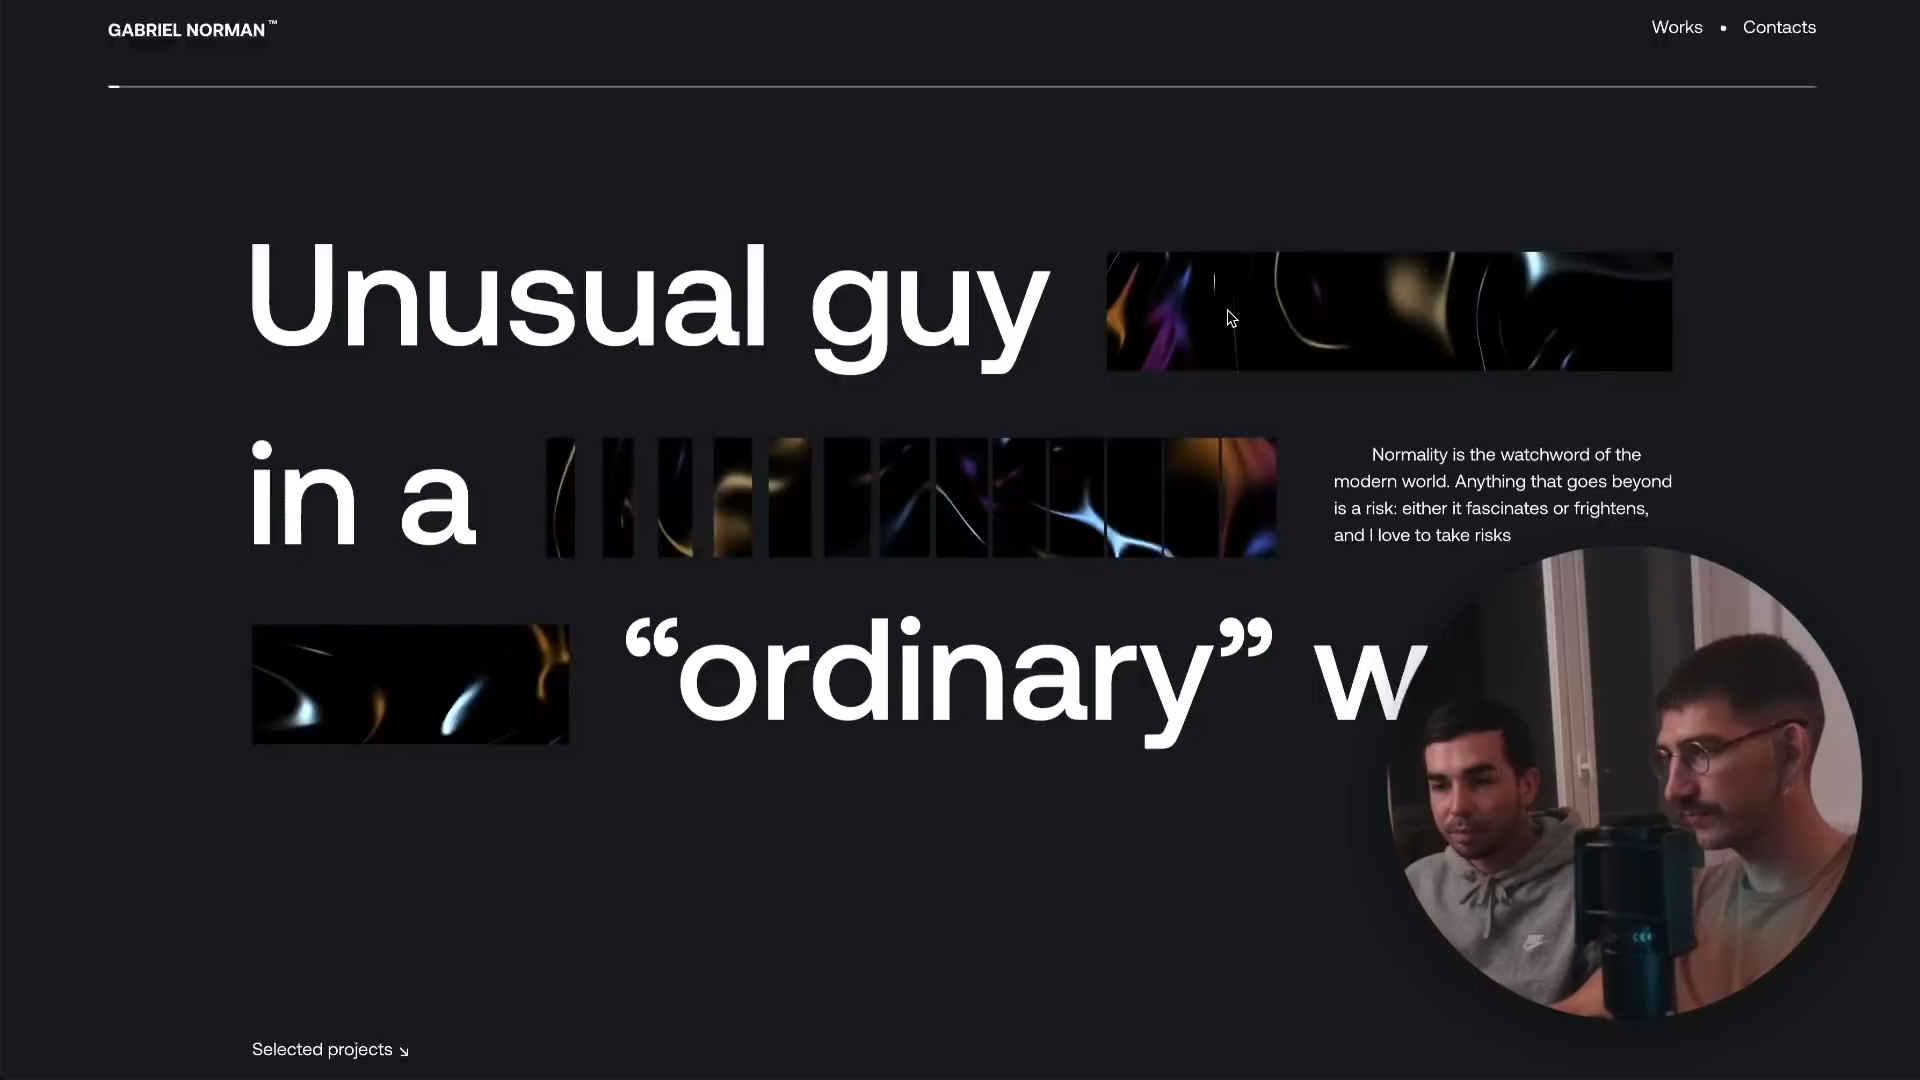 GABRIEL NORMAN™
Works • Contacts
Unusual guy
in a
Normality is the watchword of the
modern world. Anything that goes beyond
is a risk: either it fascinates or frightens,
and I love to take risks
“ordinary” w
Selected projects ↘